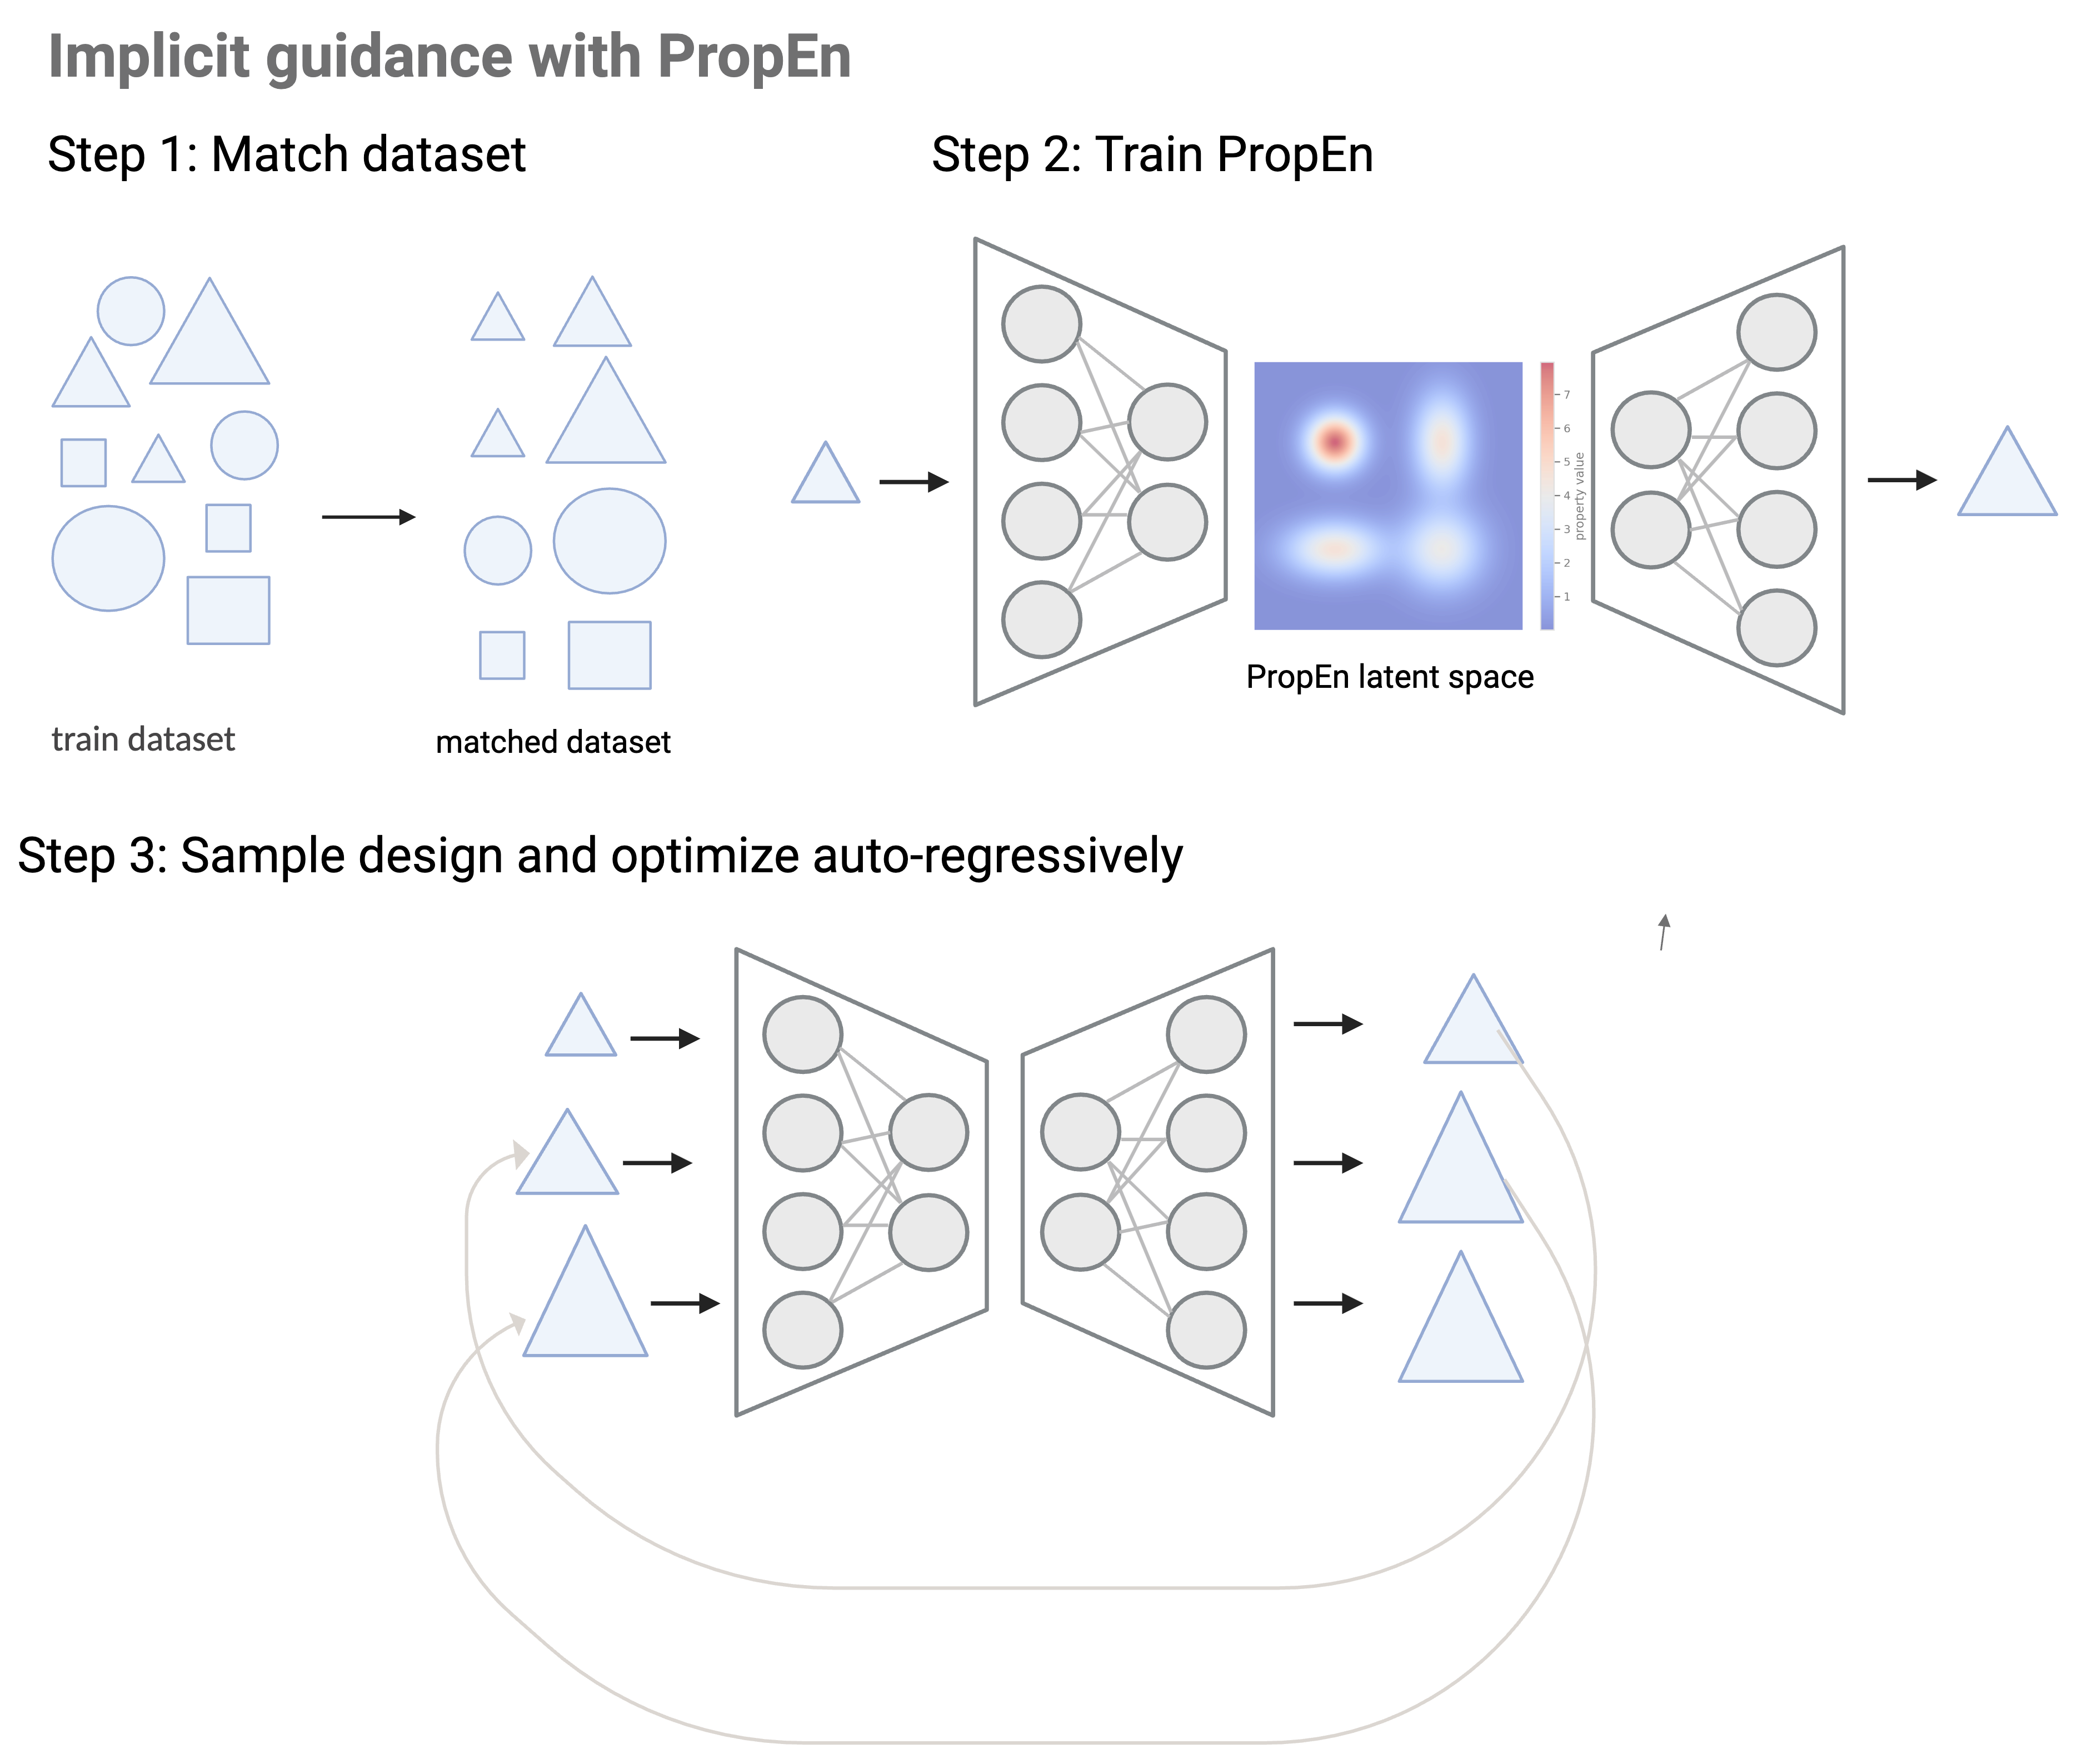 Implicit guidance with PropEn
Step 1: Match dataset
Step 2: Train PropEn
7
6
5
4
3
2
1
property value
PropEn latent space
train dataset
matched dataset
Step 3: Sample design and optimize auto-regressively